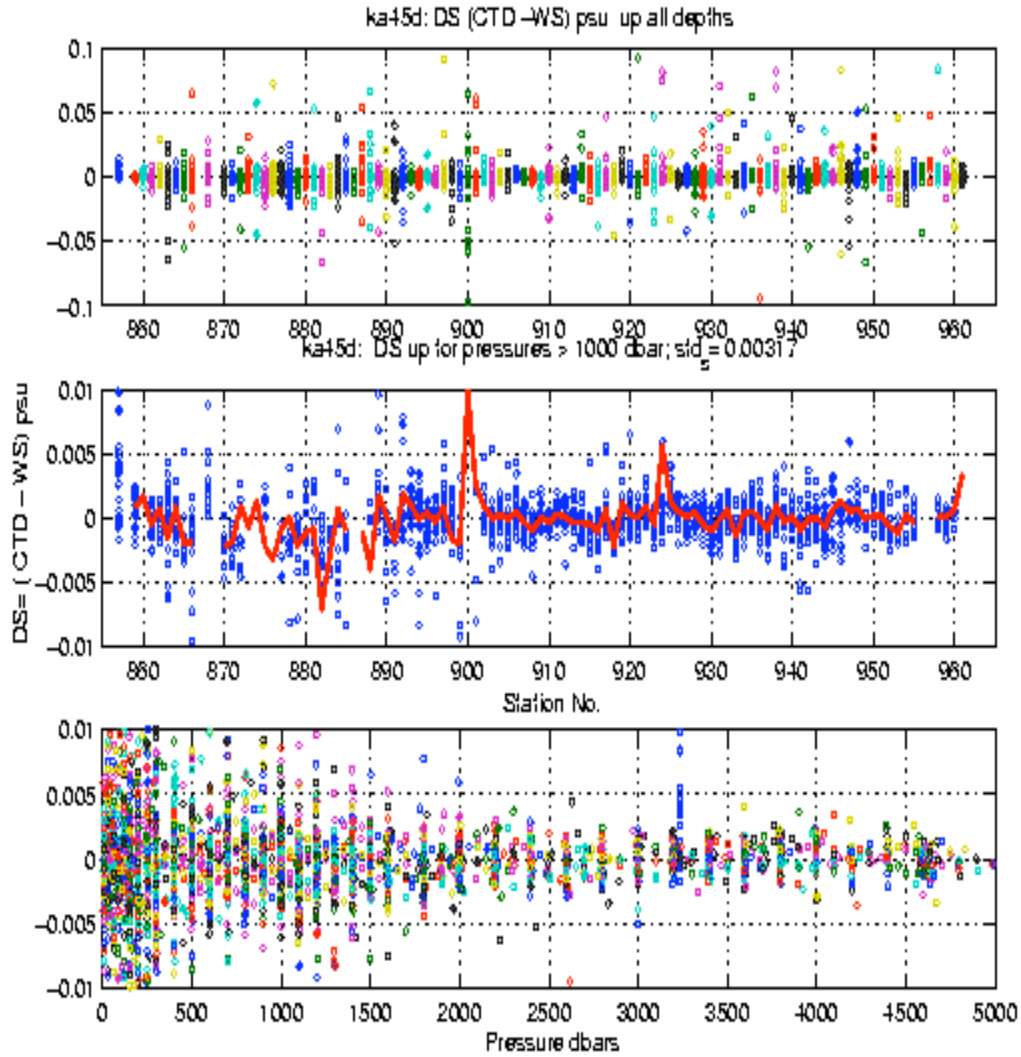 ka45d: DS (CTD –WS) psu up all depths
0.1
0.05
0
–0.05
–0.1
860 870 880 890 900 910 920 930 940 950 960
ka45d: DS up for pressures > 1000 dbar; std_s= 0.00317
0.01
0.005
0
–0.005
–0.01
DS= (CTD – WS) psu
860 870 880 890 900 910 920 930 940 950 960
Station No.
0.01
0.005
0
–0.005
–0.01
0 500 1000 1500 2000 2500 3000 3500 4000 4500 5000
Pressure dbars